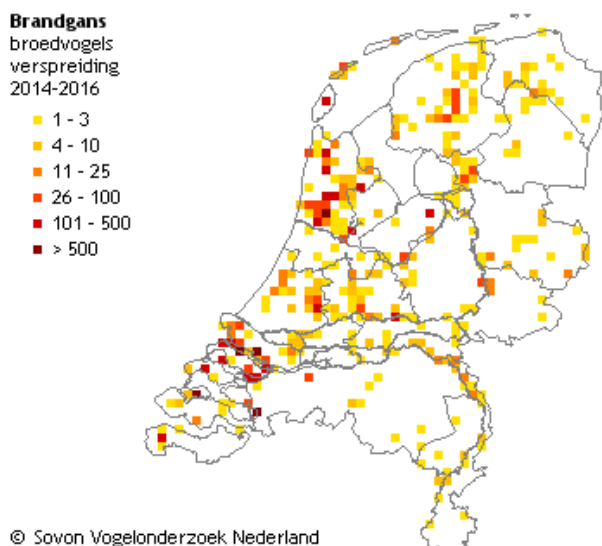 Brandgans
broedvogels
verspreiding
2014-2016
1 - 3
4 - 10
11 - 25
26 - 100
101 - 500
> 500
© Sovon Vogelonderzoek Nederland